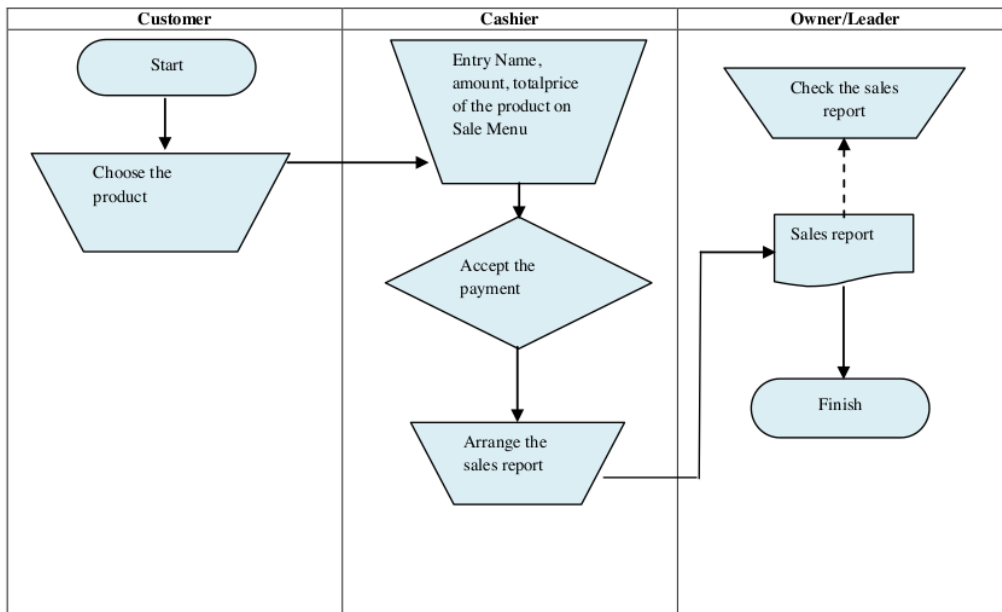 Customer
Cashier
Owner/Leader
Start
Choose the
product
Entry Name,
amount, totalprice
of the product on
Sale Menu
Accept the
payment
Arrange the
sales report
Check the sales
report
Sales report
Finish